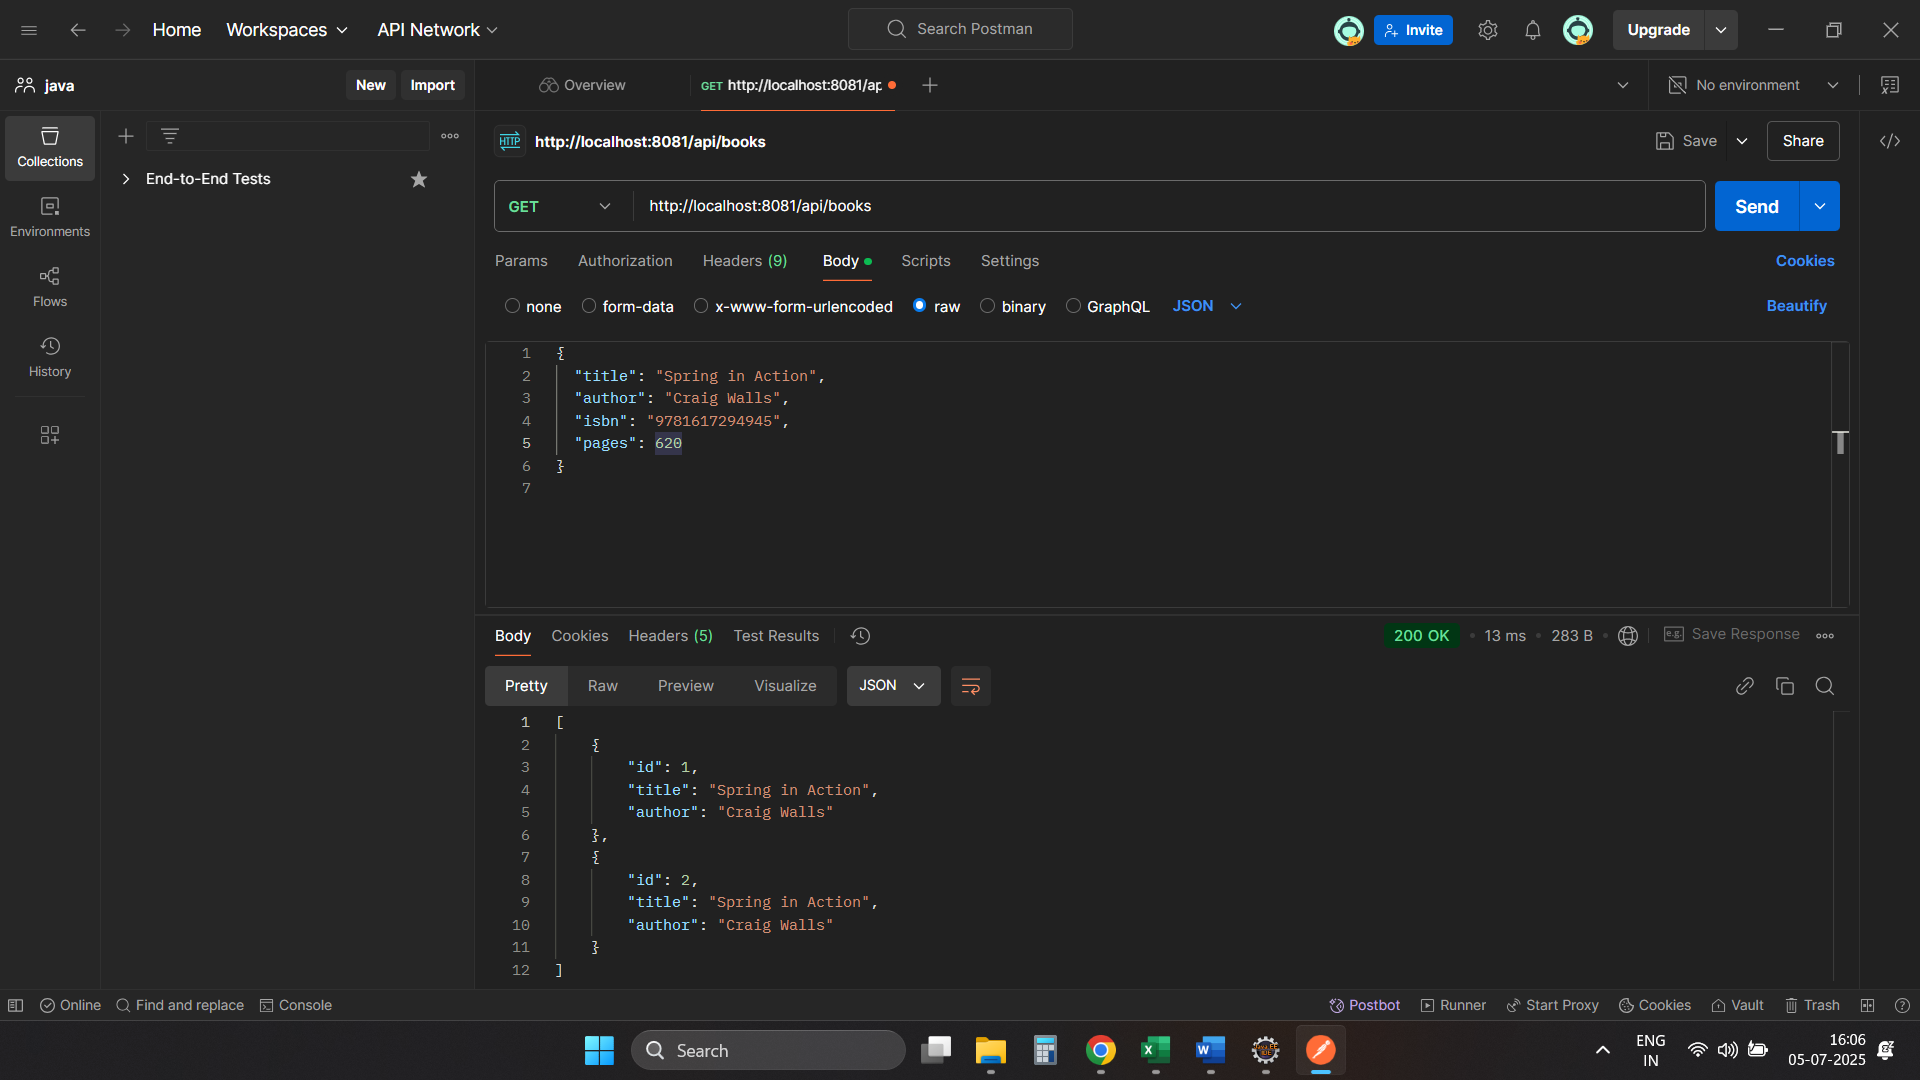 Home Workspaces API Network Search Postman Invite Upgrade
java New Import Overview GET http://localhost:8081/ap No environment
Collections
Environments
Flows
History
End-to-End Tests
HTTP http://localhost:8081/api/books Save Share
GET http://localhost:8081/api/books Send
Params Authorization Headers (9) Body Scripts Settings Cookies
none form-data x-www-form-urlencoded raw binary GraphQL JSON Beautify
1 {
2 "title": "Spring in Action",
3 "author": "Craig Walls",
4 "isbn": "9781617294945",
5 "pages": 620
6 }
7
Body Cookies Headers (5) Test Results 200 OK • 13 ms • 283 B • e.g. Save Response
Pretty Raw Preview Visualize JSON
1 [
2 {
3 "id": 1,
4 "title": "Spring in Action",
5 "author": "Craig Walls"
6 },
7 {
8 "id": 2,
9 "title": "Spring in Action",
10 "author": "Craig Walls"
11 }
12 ]
Online Find and replace Console Postbot Runner Start Proxy Cookies Vault Trash
Search ENG IN 16:06
05-07-2025